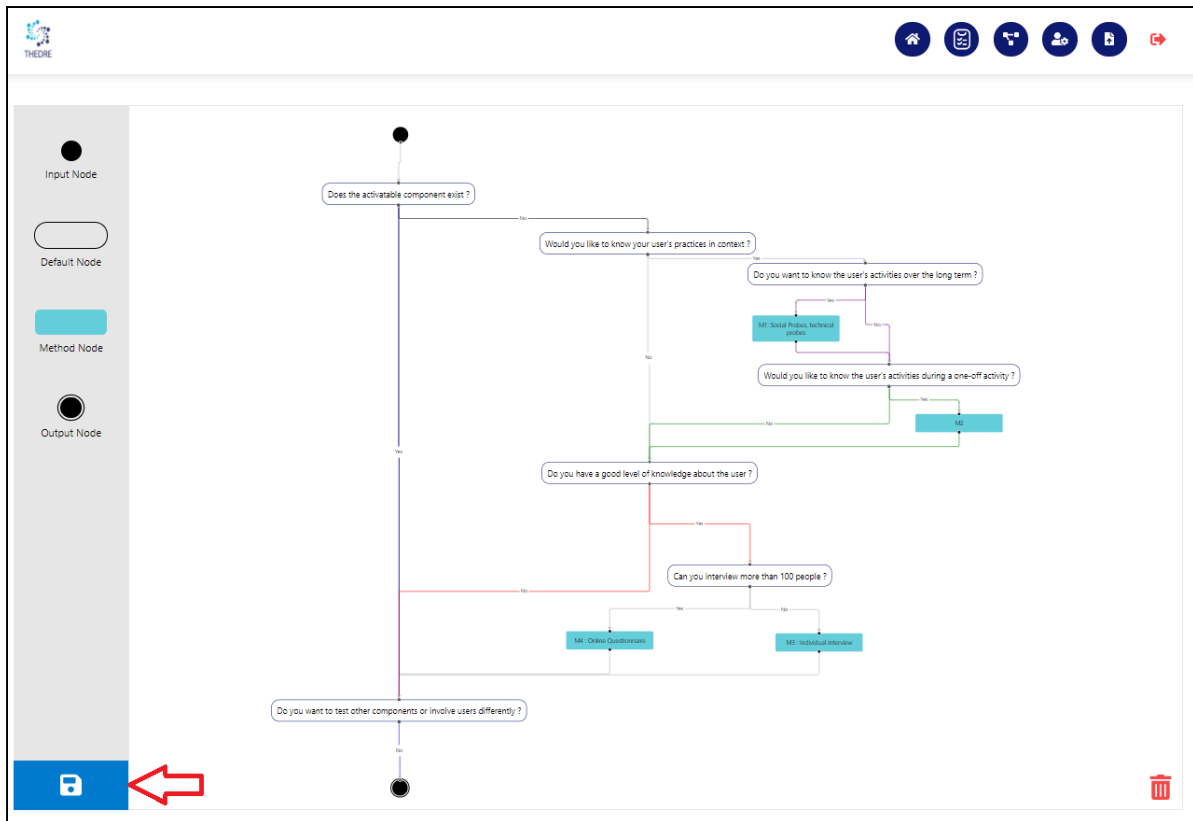 THEDRE
Input Node
Default Node
Method Node
Output Node
Does the activatable component exist ?
No
Would you like to know your user's practices in context ?
Yes
Do you want to know the user's activities over the long term ?
Yes
M1: Social Probes, technical
probes
No
No
Would you like to know the user's activities during a one-off activity ?
Yes
No
M2
Yes
Do you have a good level of knowledge about the user ?
Yes
Can you interview more than 100 people ?
No
Yes
No
M4 : Online Questionnaire
M3 : Individual interview
Do you want to test other components or involve users differently ?
No